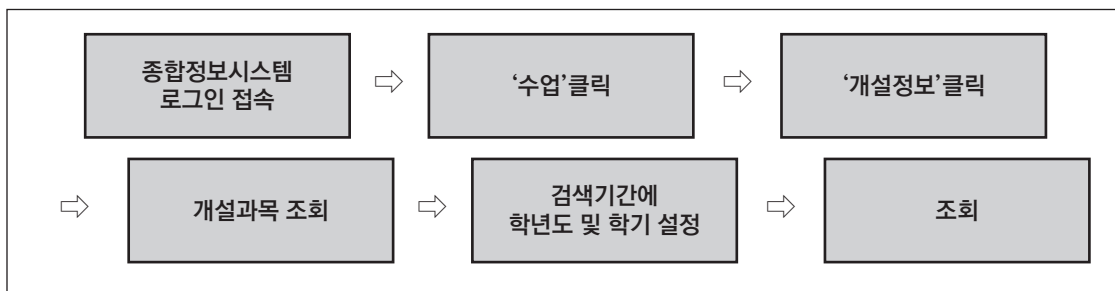 종합정보시스템
로그인 접속
⇨
‘수업’클릭
⇨
‘개설정보’클릭
⇨
개설과목 조회
⇨
검색기간에
학년도 및 학기 설정
⇨
조회